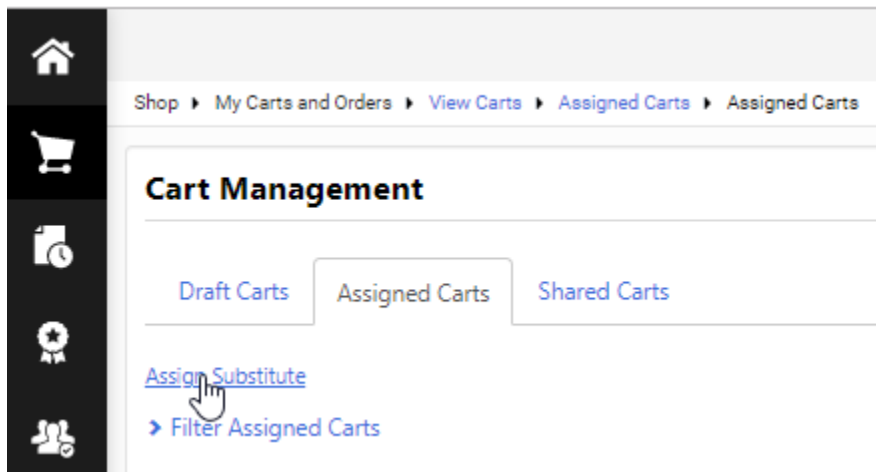 Shop ▸ My Carts and Orders ▸ View Carts ▸ Assigned Carts ▸ Assigned Carts
Cart Management
Draft Carts Assigned Carts Shared Carts
Assign Substitute
> Filter Assigned Carts